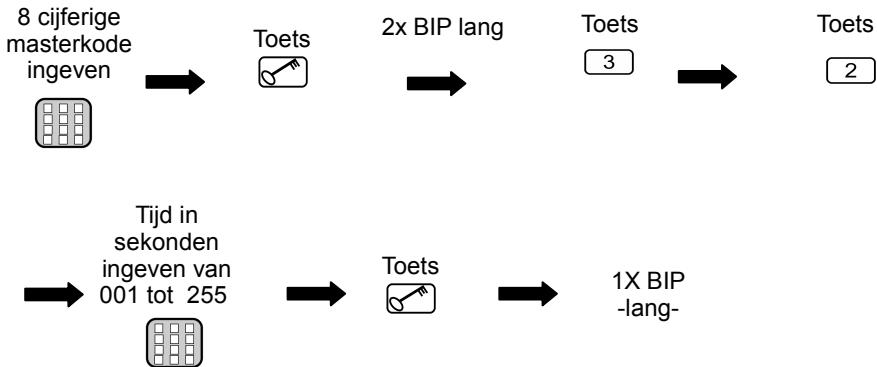 8 cijferige
masterkode
ingeven
Toets
2x BIP lang
Toets
3
Toets
2
Tijd in
sekonden
ingeven van
001 tot 255
Toets
1X BIP
-lang-